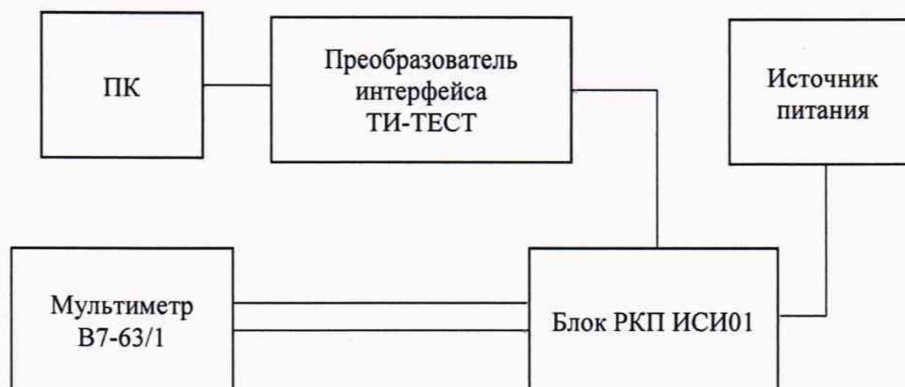 ПК
Преобразователь
интерфейса
ТИ-ТЕСТ
Источник
питания
Мультиметр
В7-63/1
Блок РКП ИСИ01